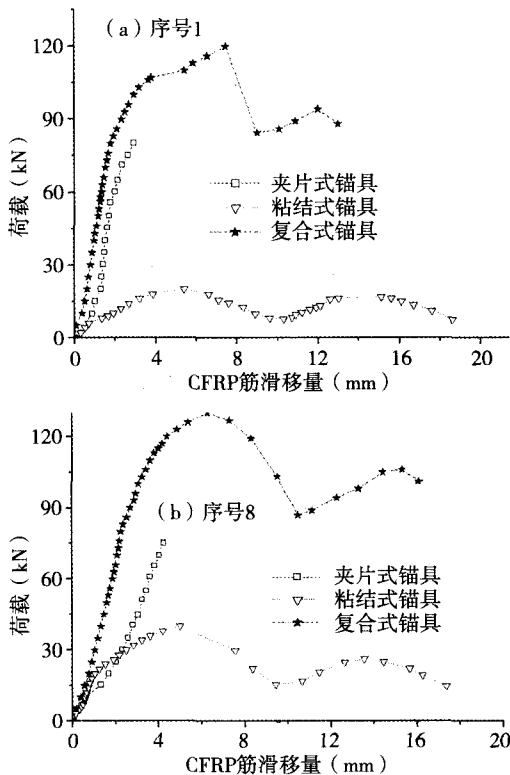 (a)序号1
120
90
60
30
0
荷载(kN)
夹片式锚具
粘结式锚具
复合式锚具
0 4 8 12 16 20
CFRP筋滑移量(mm)
120
90
60
30
0
荷载(kN)
(b)序号8
夹片式锚具
粘结式锚具
复合式锚具
0 4 8 12 16 20
CFRP筋滑移量(mm)